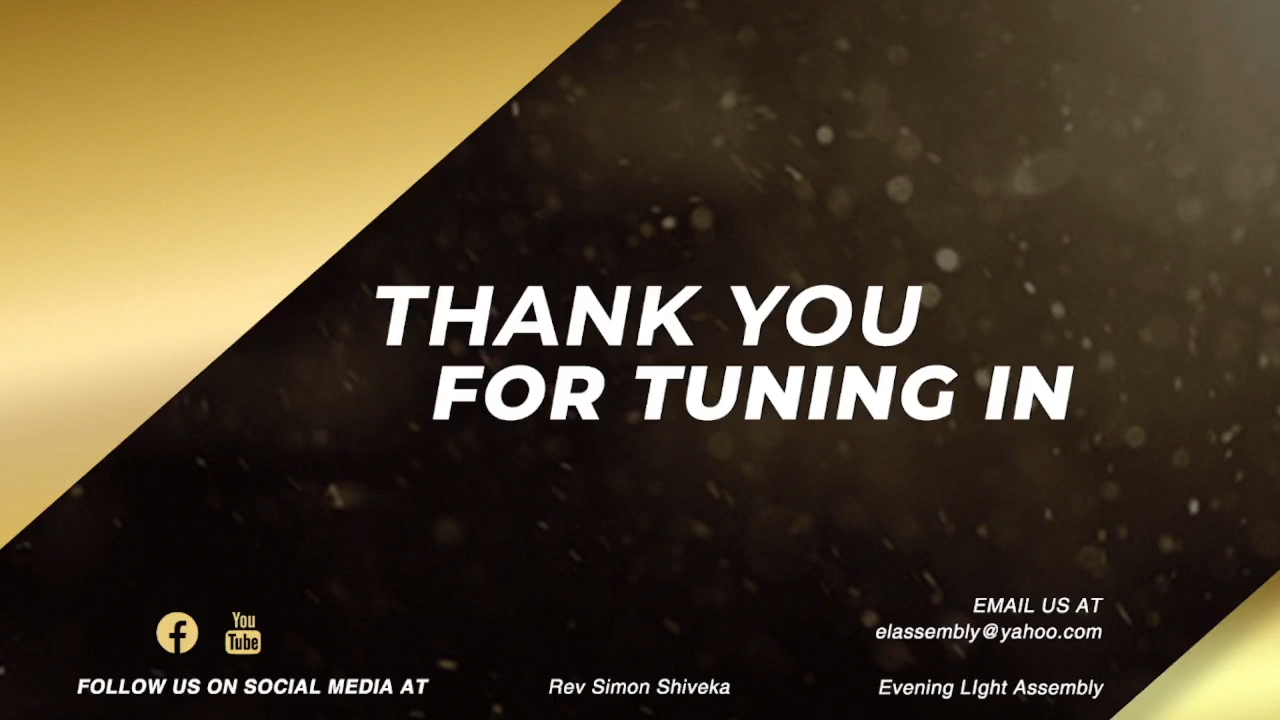 THANK YOU
FOR TUNING IN
EMAIL US AT
elassembly@yahoo.com
You
Tube
FOLLOW US ON SOCIAL MEDIA AT
Rev Simon Shiveka
Evening LIght Assembly